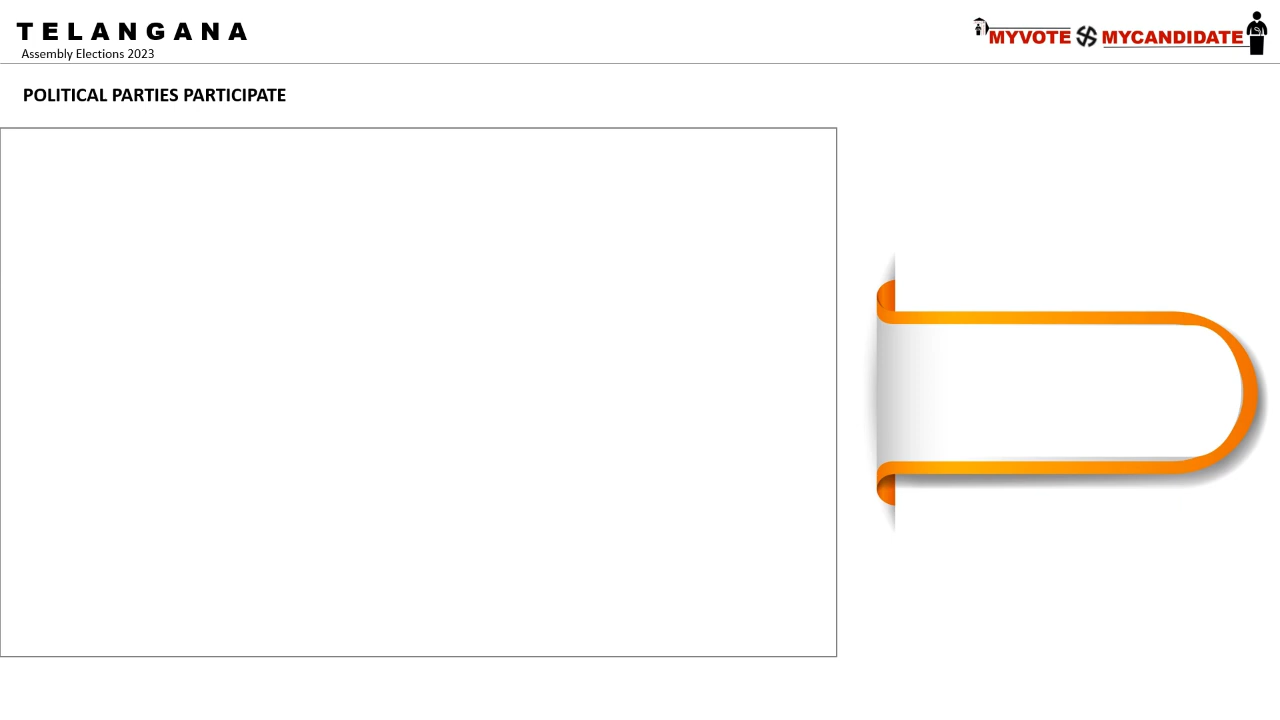 TELANGANA
Assembly Elections 2023
MYVOTE MYCANDIDATE
POLITICAL PARTIES PARTICIPATE